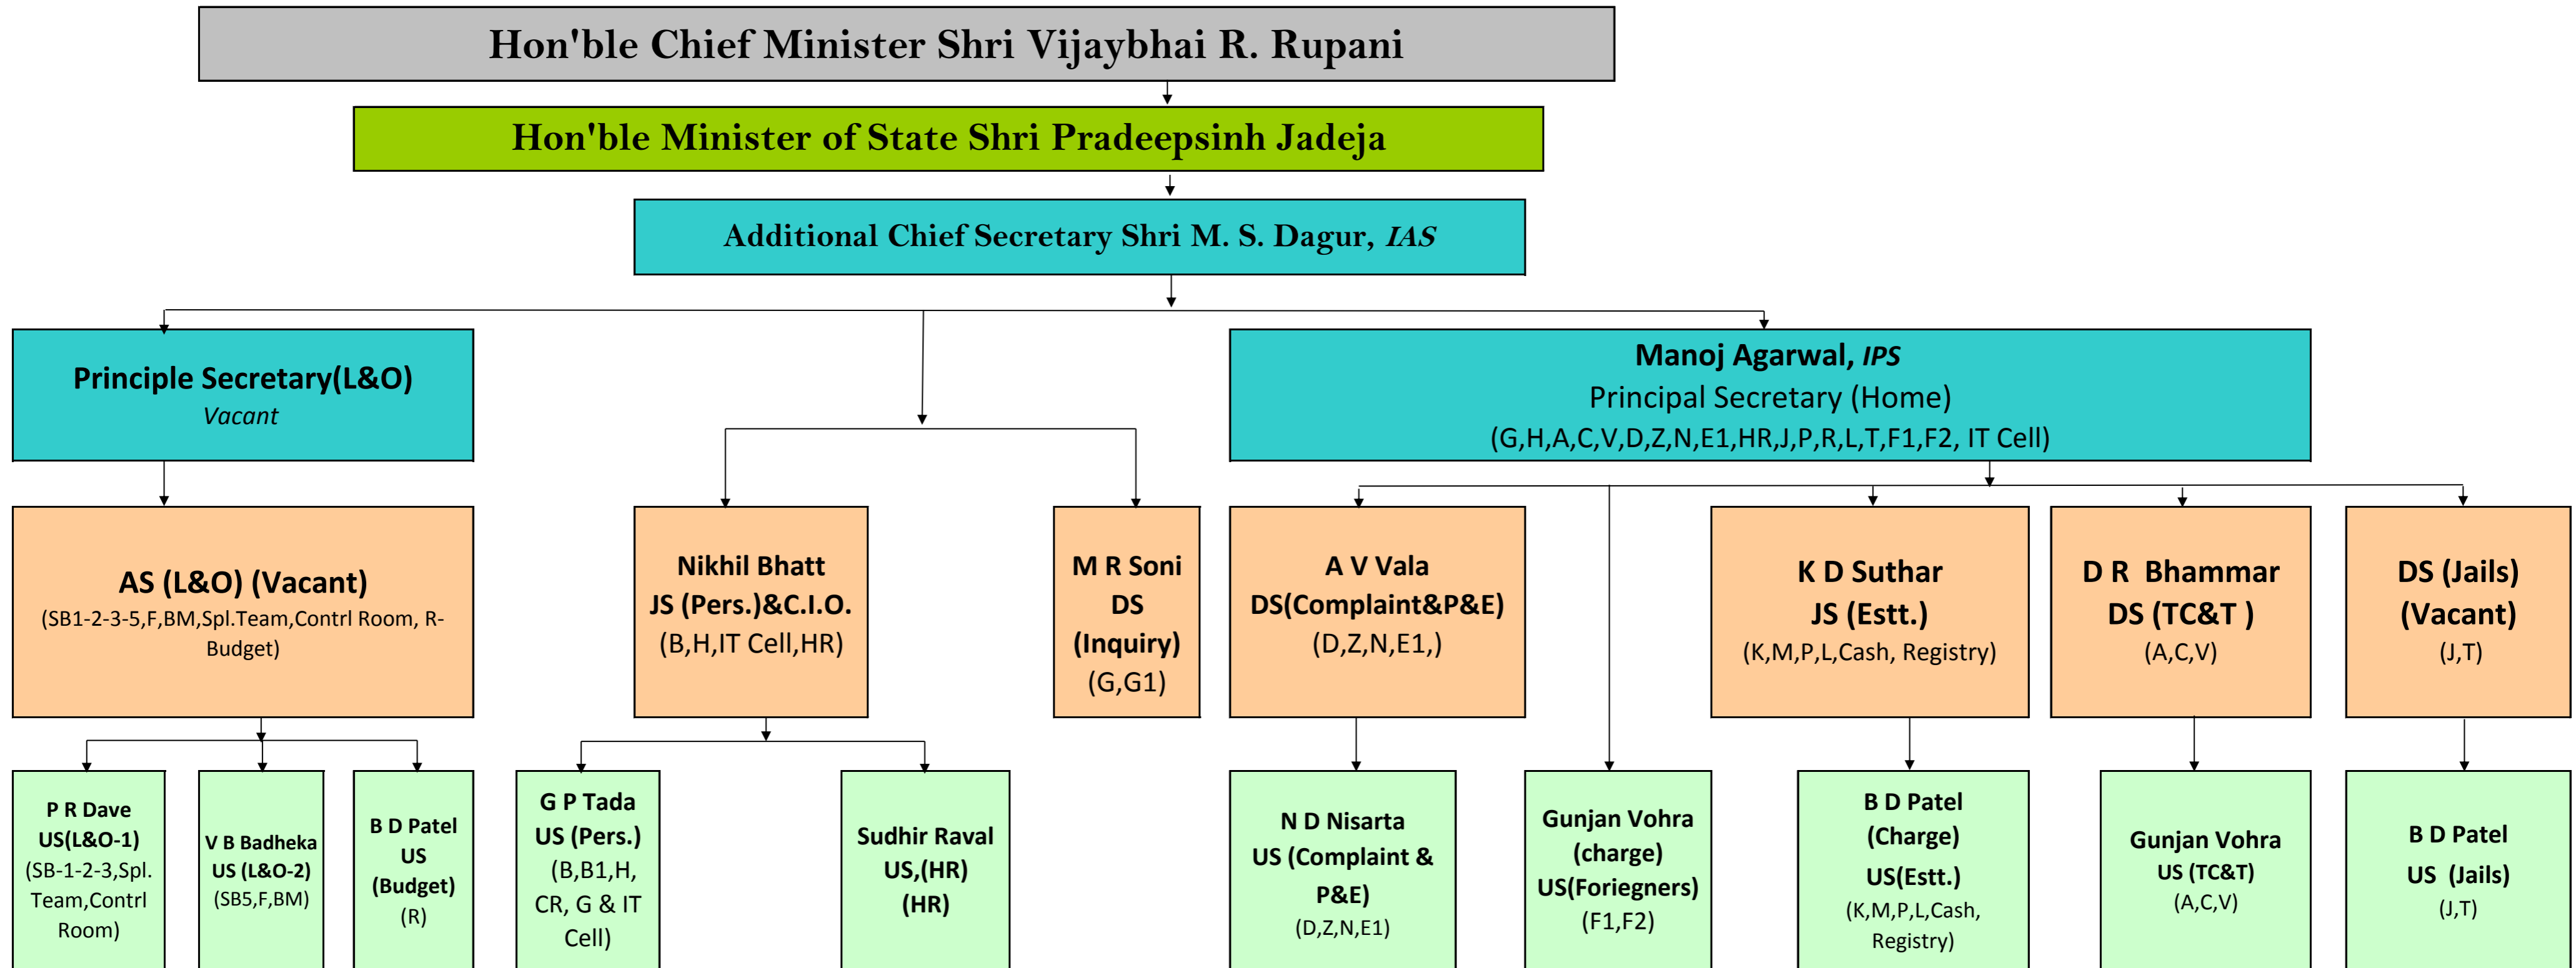 Hon'ble Chief Minister Shri Vijaybhai R. Rupani
Hon'ble Minister of State Shri Pradeepsinh Jadeja
Additional Chief Secretary Shri M. S. Dagur, IAS
Principle Secretary(L&O)
Vacant
Manoj Agarwal, IPS
Principal Secretary (Home)
(G,H,A,C,V,D,Z,N,E1,HR,J,P,R,L,T,F1,F2, IT Cell)
AS (L&O) (Vacant)
(SB1-2-3-5,F,BM,Spl.Team,Contrl Room, R-
Budget)
Nikhil Bhatt
JS (Pers.)&C.I.O.
(B,H,IT Cell,HR)
M R Soni
DS
(Inquiry)
(G,G1)
A V Vala
DS(Complaint&P&E)
(D,Z,N,E1,)
K D Suthar
JS (Estt.)
(K,M,P,L,Cash, Registry)
D R Bhammar
DS (TC&T )
(A,C,V)
DS (Jails)
(Vacant)
(J,T)
P R Dave
US(L&O-1)
(SB-1-2-3,Spl.
Team,Contrl
Room)
V B Badheka
US (L&O-2)
(SB5,F,BM)
B D Patel
US
(Budget)
(R)
G P Tada
US (Pers.)
(B,B1,H,
CR, G & IT
Cell)
Sudhir Raval
US,(HR)
(HR)
N D Nisarta
US (Complaint &
P&E)
(D,Z,N,E1)
Gunjan Vohra
(charge)
US(Foriegners)
(F1,F2)
B D Patel
(Charge)
US(Estt.)
(K,M,P,L,Cash,
Registry)
Gunjan Vohra
US (TC&T)
(A,C,V)
B D Patel
US (Jails)
(J,T)